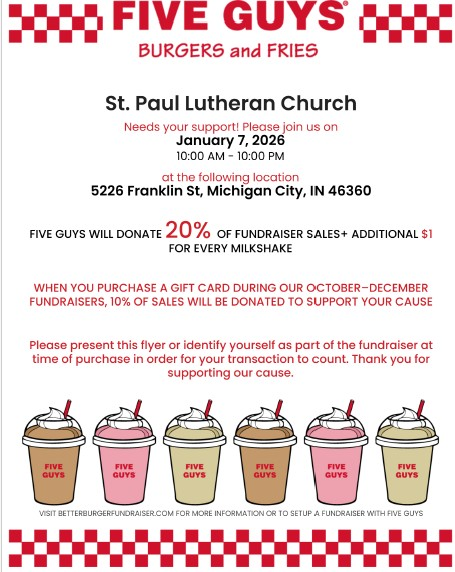 FIVE GUYS®
BURGERS and FRIES
St. Paul Lutheran Church
Needs your support! Please join us on
January 7, 2026
10:00 AM - 10:00 PM
at the following location
5226 Franklin St, Michigan City, IN 46360
FIVE GUYS WILL DONATE 20% OF FUNDRAISER SALES+ ADDITIONAL $1
FOR EVERY MILKSHAKE
WHEN YOU PURCHASE A GIFT CARD DURING OUR OCTOBER–DECEMBER
FUNDRAISERS, 10% OF SALES WILL BE DONATED TO SUPPORT YOUR CAUSE
Please present this flyer or identify yourself as part of the fundraiser at
time of purchase in order for your transaction to count. Thank you for
supporting our cause.
FIVE GUYS FIVE GUYS FIVE GUYS FIVE GUYS FIVE GUYS FIVE GUYS
VISIT BETTERBURGERFUNDRAISER.COM FOR MORE INFORMATION OR TO SETUP A FUNDRAISER WITH FIVE GUYS